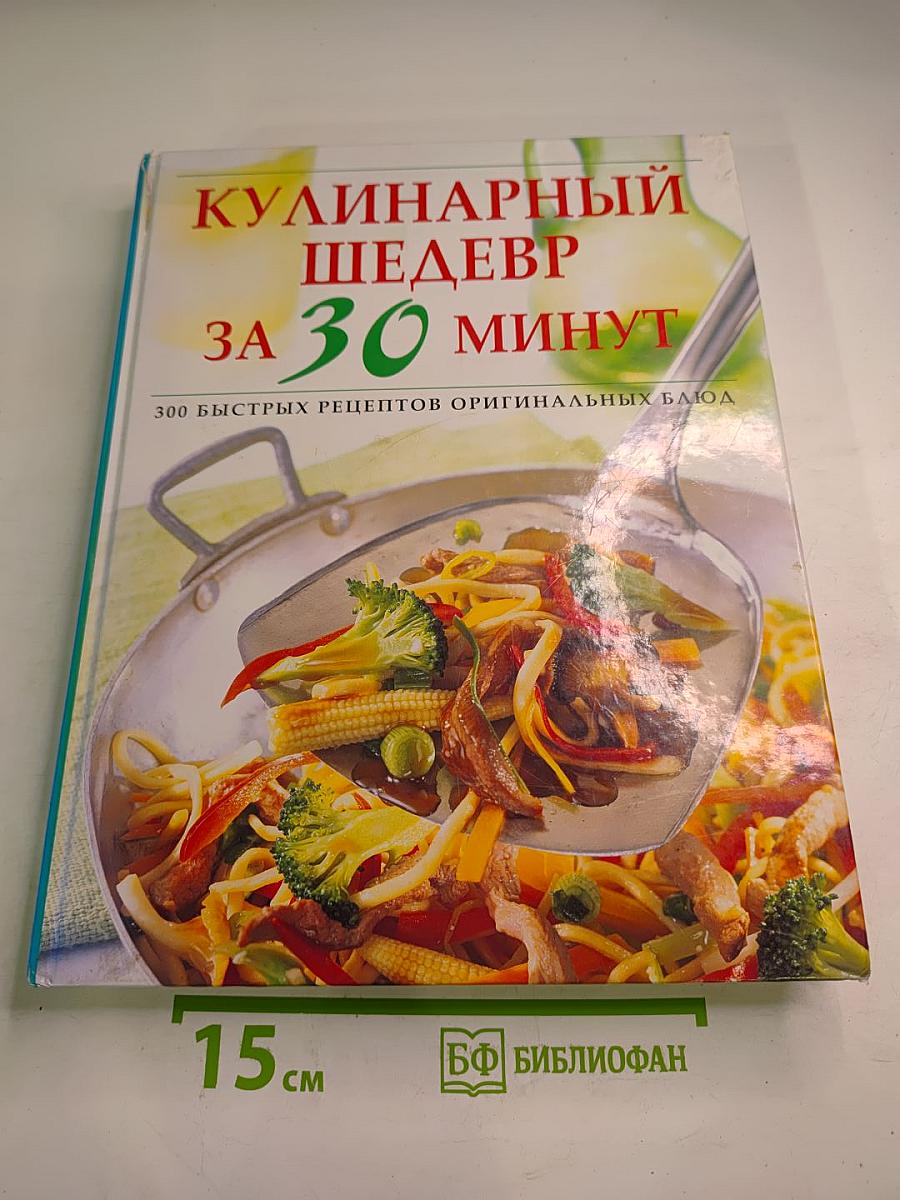 КУЛИНАРНЫЙ
ШЕДЕВР
ЗА 30 МИНУТ
300 БЫСТРЫХ РЕЦЕПТОВ ОРИГИНАЛЬНЫХ БЛЮД
15 см
БФ БИБЛИОФАН